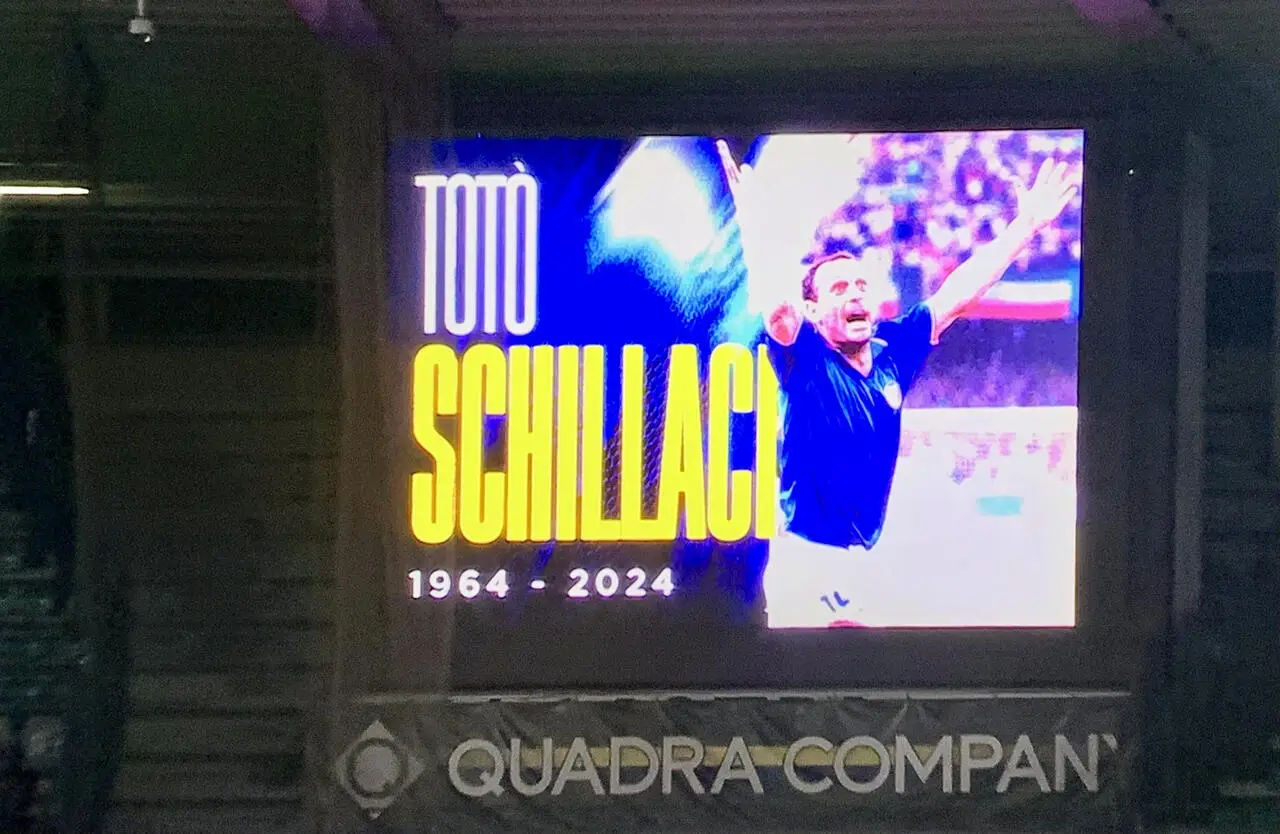 TOTÒ
SCHILLACI
1964 - 2024
QUADRA COMPANY